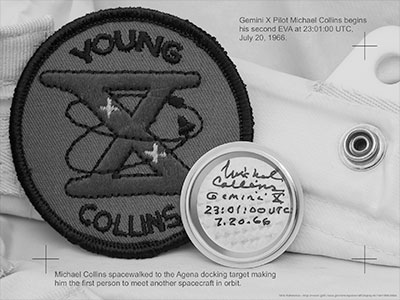 Gemini X Pilot Michael Collins begins
his second EVA at 23:01:00 UTC,
July 20, 1966.
YOUNG
X
COLLINS
Michael
Collins
Gemini X
23:01:00 UTC
7.20.66
Michael Collins spacewalked to the Agena docking target making
him the first person to meet another spacecraft in orbit.